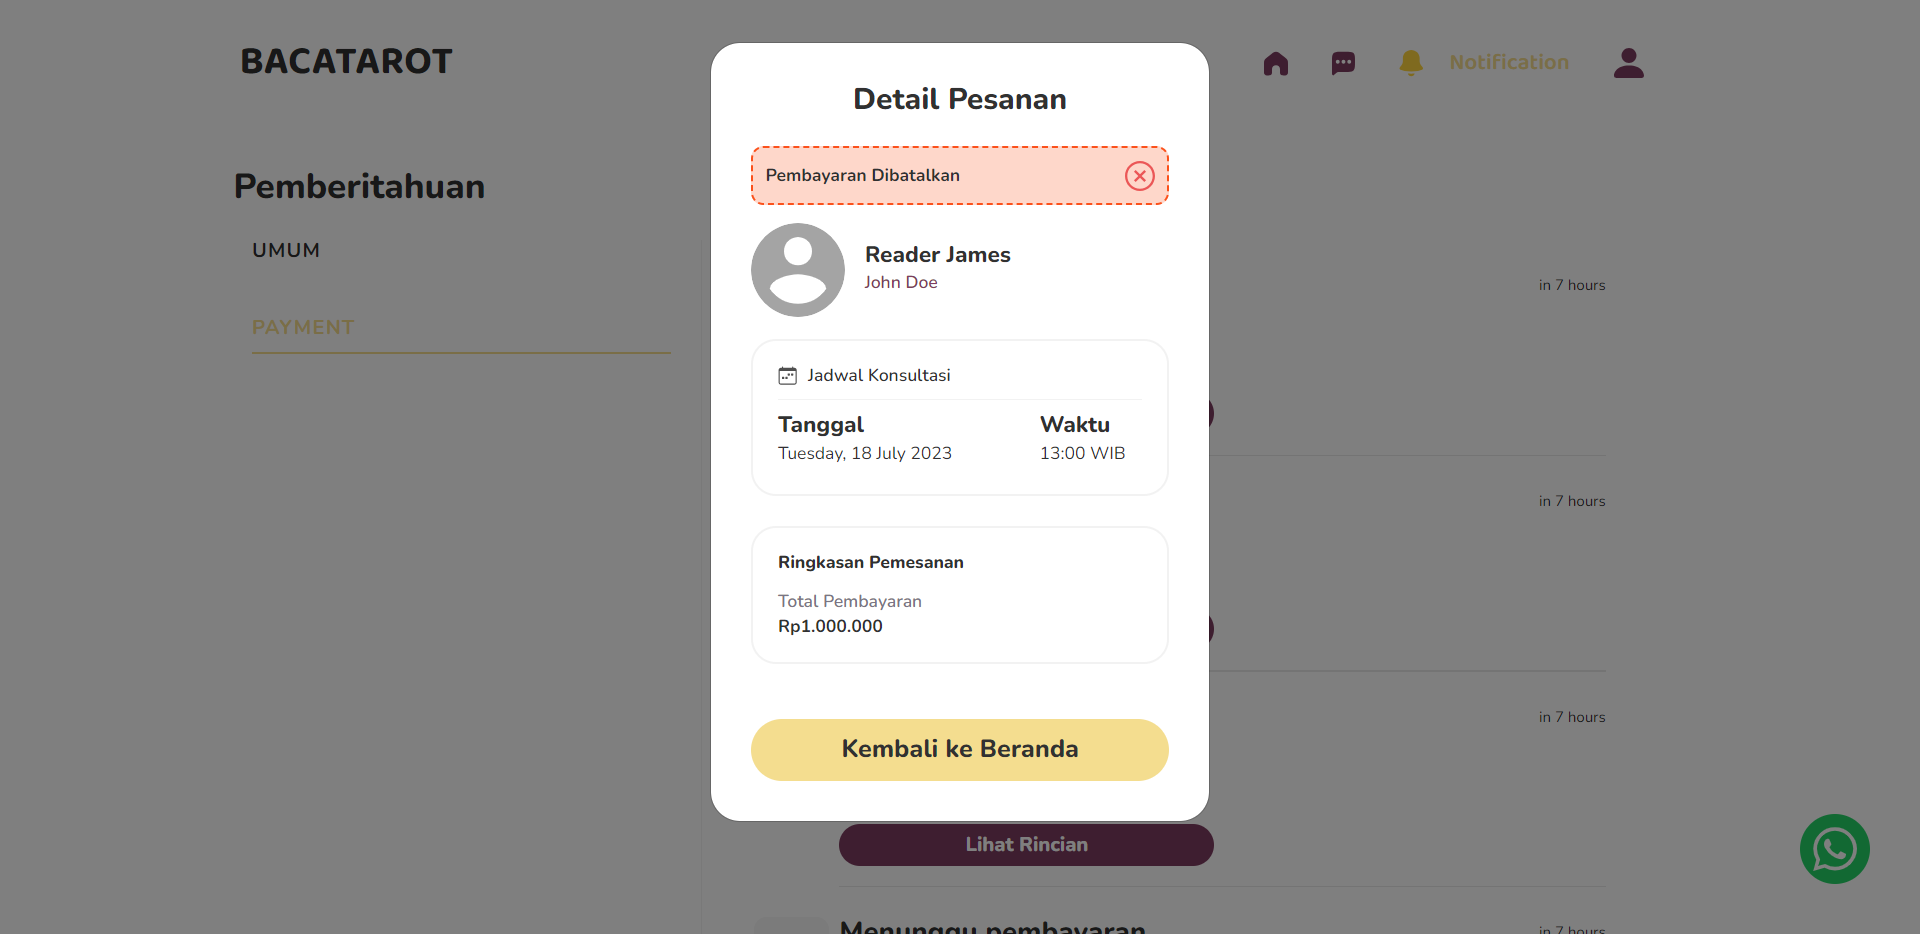 BACATAROT
Notification
Pemberitahuan
UMUM
PAYMENT
Detail Pesanan
Pembayaran Dibatalkan
Reader James
John Doe
Jadwal Konsultasi
Tanggal
Waktu
Tuesday, 18 July 2023
13:00 WIB
Ringkasan Pemesanan
Total Pembayaran
Rp1.000.000
Kembali ke Beranda
in 7 hours
in 7 hours
in 7 hours
Lihat Rincian
Menunggu pembayaran
in 7 hours